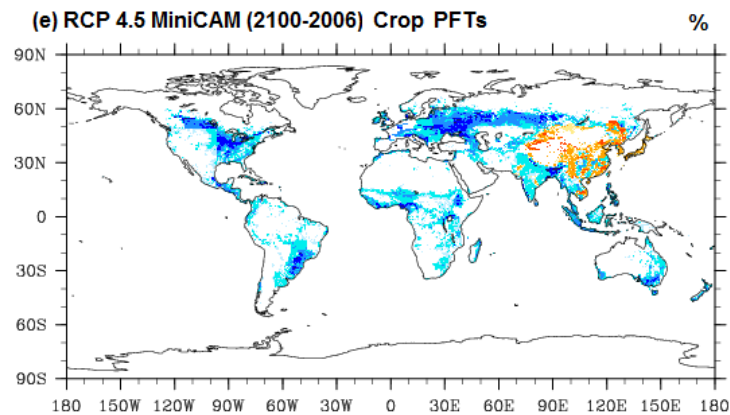 (e) RCP 4.5 MiniCAM (2100-2006) Crop PFTs %
90N
60N
30N
0
30S
60S
90S
180 150W 120W 90W 60W 30W 0 30E 60E 90E 120E 150E 180